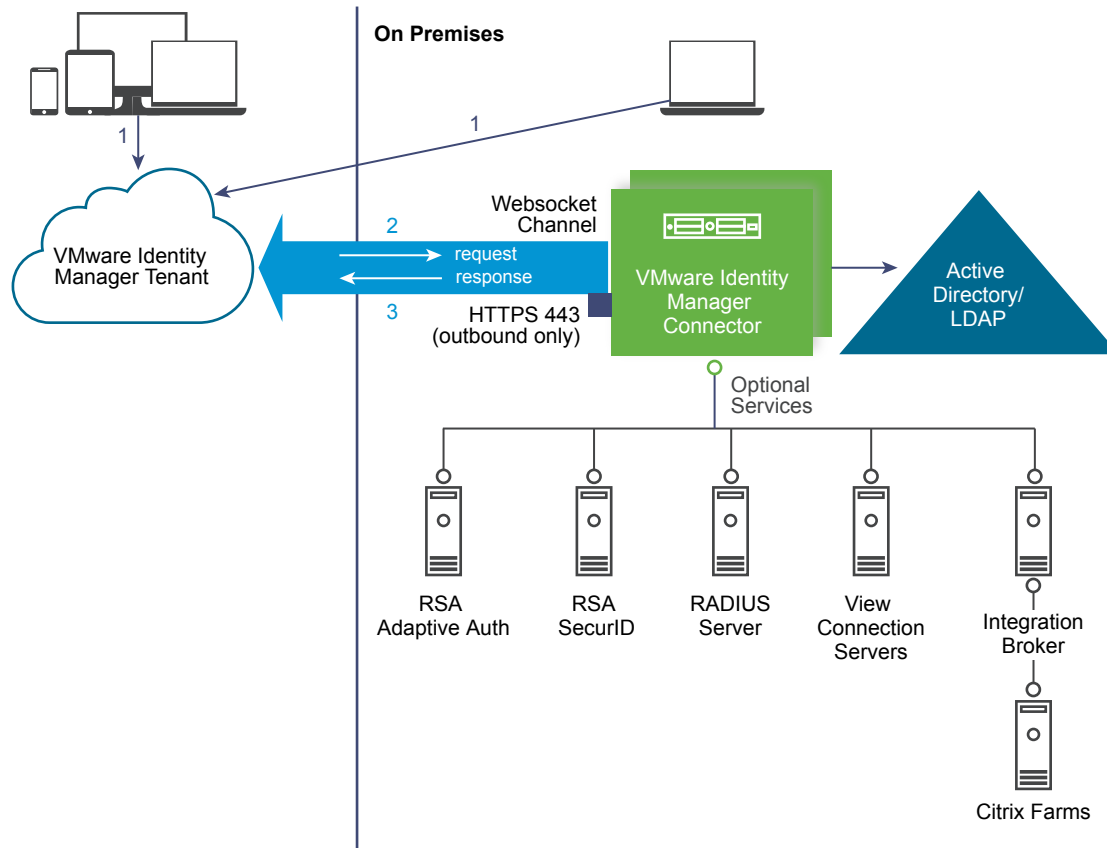 On Premises
1
1
VMware Identity
Manager Tenant
2
request
response
3
Websocket
Channel
HTTPS 443
(outbound only)
VMware Identity
Manager
Connector
Active
Directory/
LDAP
Optional
Services
RSA
Adaptive Auth
RSA
SecurID
RADIUS
Server
View
Connection
Servers
Integration
Broker
Citrix Farms